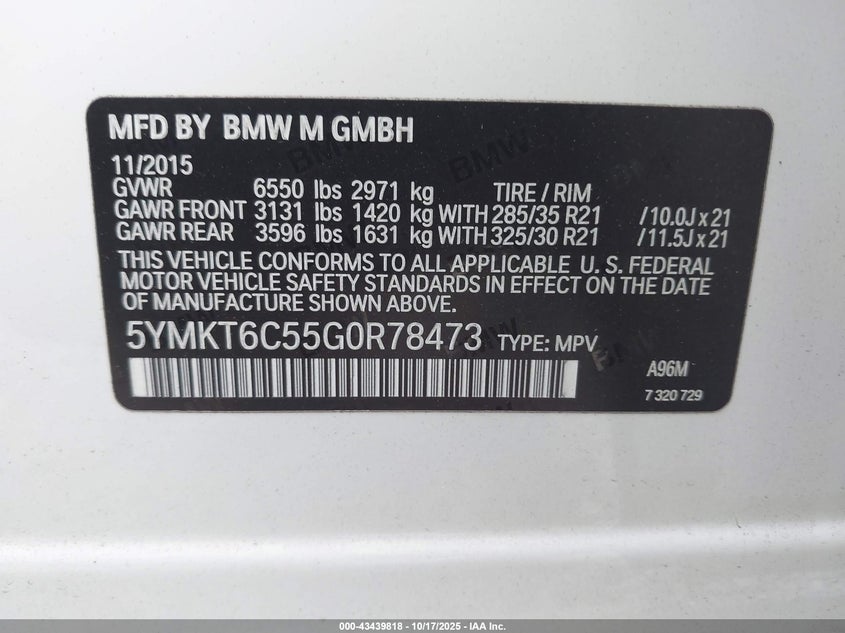 MFD BY BMW M GMBH
11/2015
GVWR 6550 lbs 2971 kg TIRE / RIM
GAWR FRONT 3131 lbs 1420 kg WITH 285/35 R21 /10.0J x 21
GAWR REAR 3596 lbs 1631 kg WITH 325/30 R21 /11.5J x 21
THIS VEHICLE CONFORMS TO ALL APPLICABLE U. S. FEDERAL
MOTOR VEHICLE SAFETY STANDARDS IN EFFECT ON THE DATE
OF MANUFACTURE SHOWN ABOVE.
5YMKT6C55G0R78473 TYPE: MPV
A96M
7 320 729
000-43439818 - 10/17/2025 - IAA Inc.